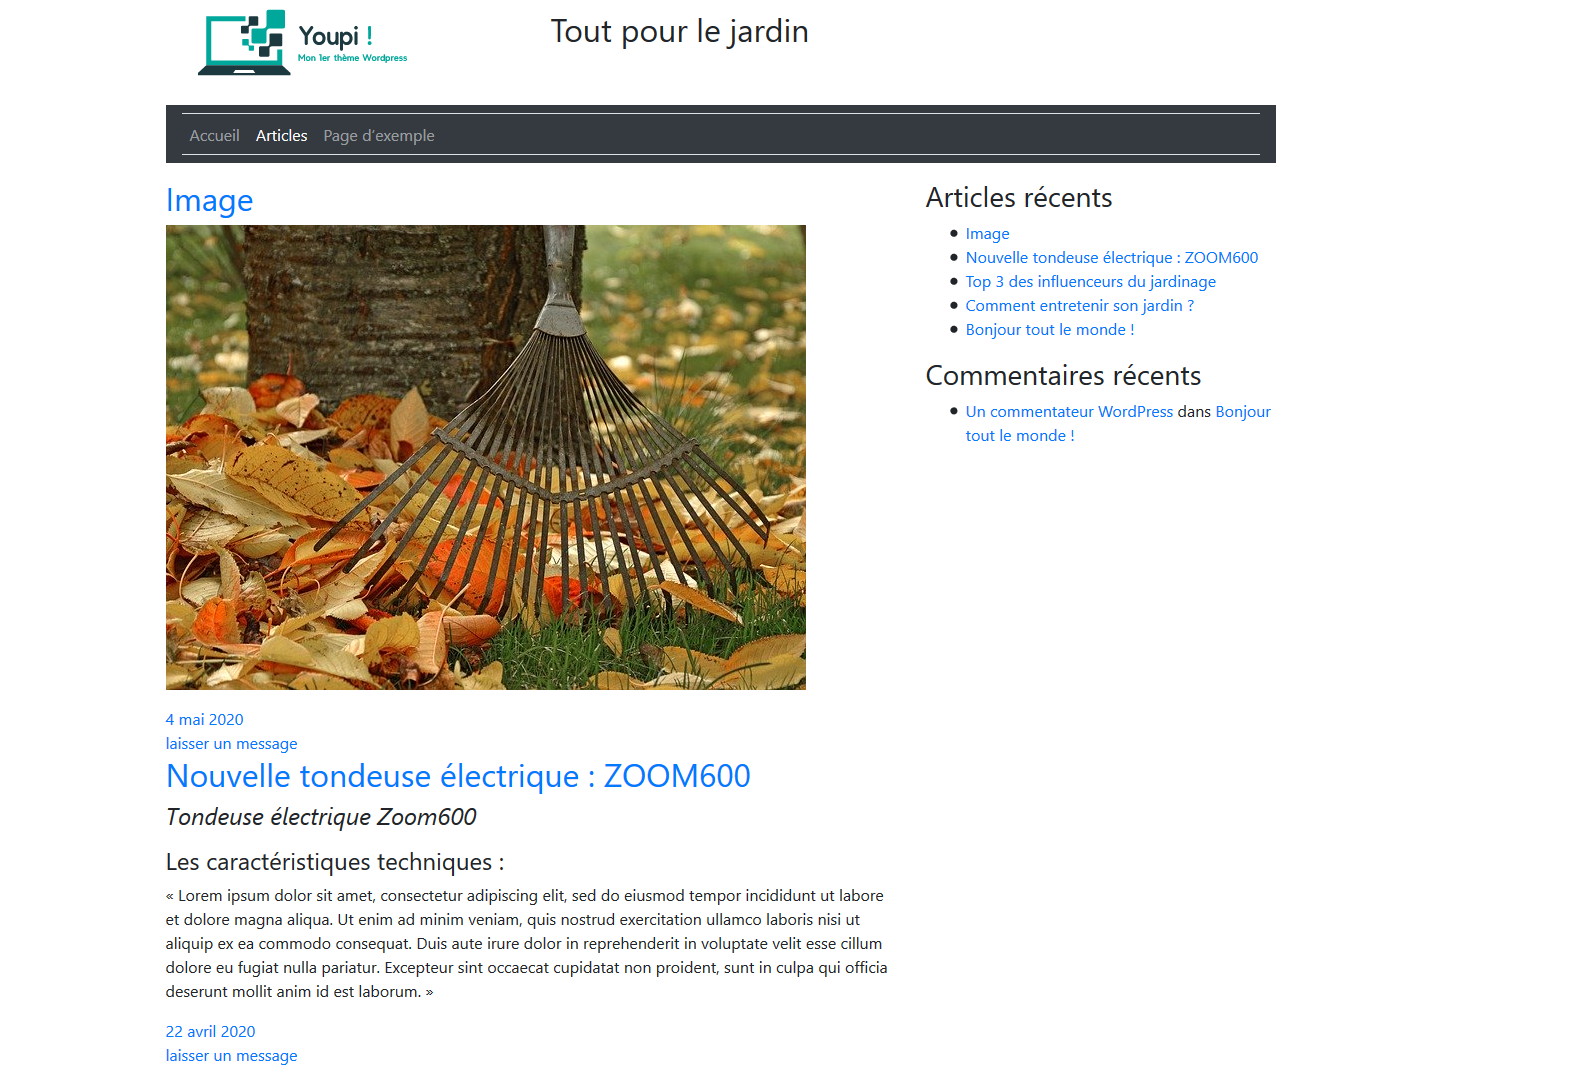 Youpi !
Mon 1er thème Wordpress
Tout pour le jardin
Accueil Articles Page d'exemple
Image
4 mai 2020
laisser un message
Nouvelle tondeuse électrique : ZOOM600
Tondeuse électrique Zoom600
Les caractéristiques techniques :
« Lorem ipsum dolor sit amet, consectetur adipiscing elit, sed do eiusmod tempor incididunt ut labore
et dolore magna aliqua. Ut enim ad minim veniam, quis nostrud exercitation ullamco laboris nisi ut
aliquip ex ea commodo consequat. Duis aute irure dolor in reprehenderit in voluptate velit esse cillum
dolore eu fugiat nulla pariatur. Excepteur sint occaecat cupidatat non proident, sunt in culpa qui officia
deserunt mollit anim id est laborum. »
22 avril 2020
laisser un message
Articles récents
Image
Nouvelle tondeuse électrique : ZOOM600
Top 3 des influenceurs du jardinage
Comment entretenir son jardin ?
Bonjour tout le monde !
Commentaires récents
Un commentateur WordPress dans Bonjour
tout le monde !